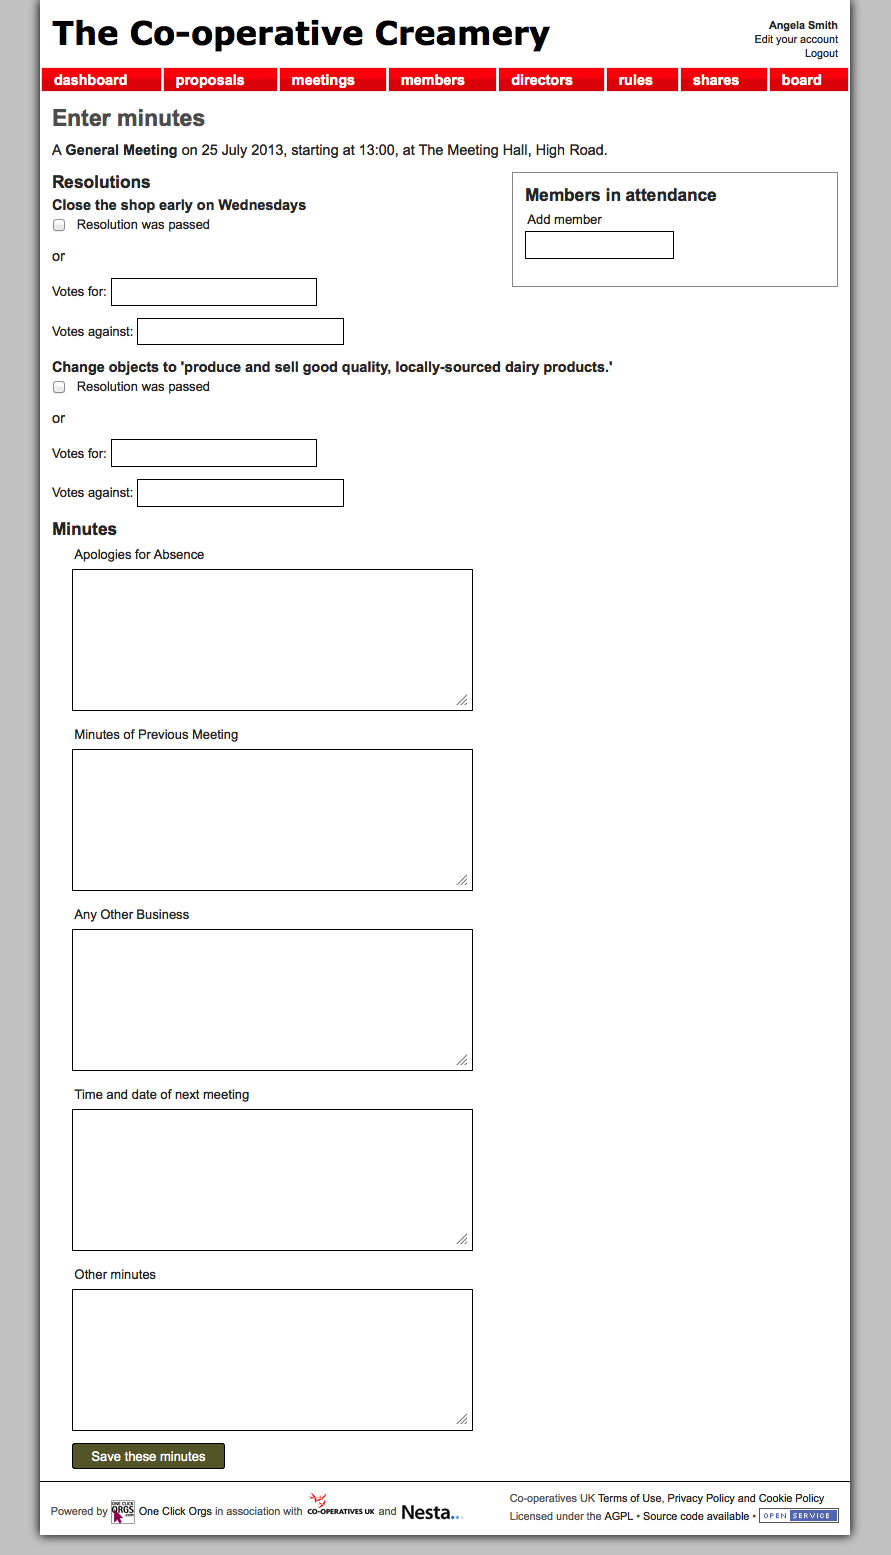 The Co-operative Creamery
Angela Smith
Edit your account
Logout
dashboard proposals meetings members directors rules shares board
Enter minutes
A General Meeting on 25 July 2013, starting at 13:00, at The Meeting Hall, High Road.
Resolutions
Close the shop early on Wednesdays
Resolution was passed
or
Votes for:
Votes against:
Members in attendance
Add member
Change objects to 'produce and sell good quality, locally-sourced dairy products.'
Resolution was passed
or
Votes for:
Votes against:
Minutes
Apologies for Absence
Minutes of Previous Meeting
Any Other Business
Time and date of next meeting
Other minutes
Save these minutes
Powered by ONE CLICK ORGS .com One Click Orgs in association with CO-OPERATIVES UK and Nesta...
Co-operatives UK Terms of Use, Privacy Policy and Cookie Policy
Licensed under the AGPL • Source code available • OPEN SERVICE